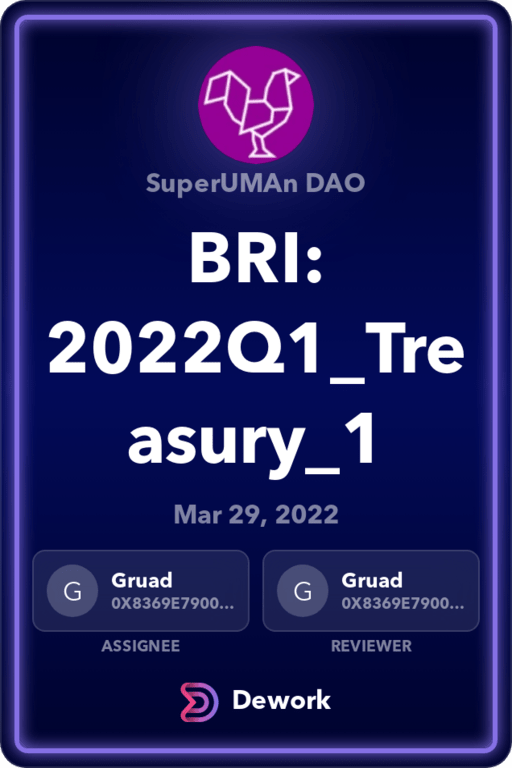 SuperUMAn DAO
BRI:
2022Q1_Tre
asury_1
Mar 29, 2022
G
Gruad
0X8369E7900...
G
Gruad
0X8369E7900...
ASSIGNEE
REVIEWER
Dework